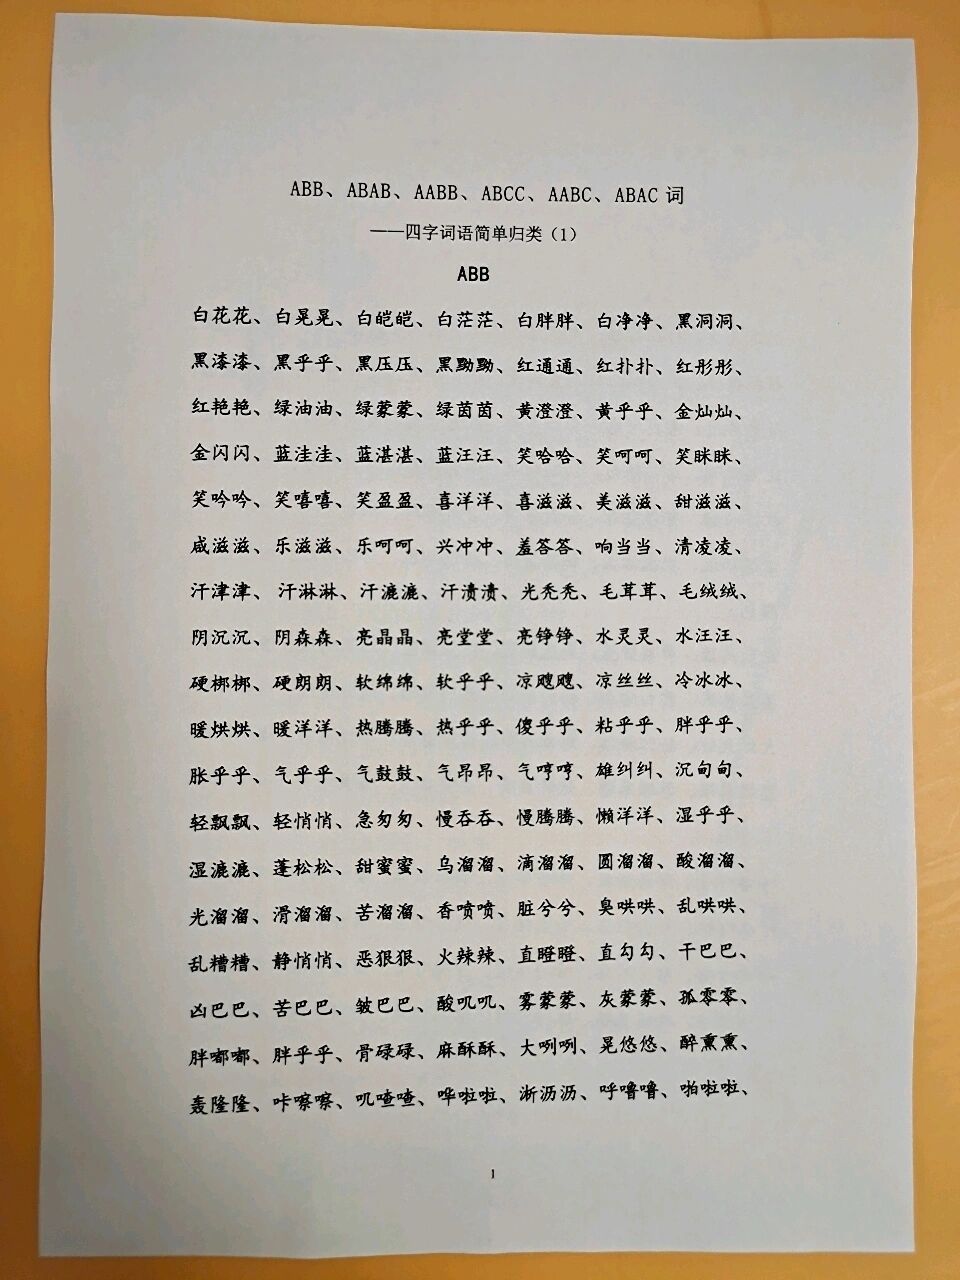 ABB、ABAB、AABB、ABCC、AABC、ABAC 词
——四字词语简单归类（1）
ABB
白花花、白晃晃、白皑皑、白茫茫、白胖胖、白净净、黑洞洞、
黑漆漆、黑乎乎、黑压压、黑黝黝、红通通、红扑扑、红彤彤、
红艳艳、绿油油、绿蒙蒙、绿茵茵、黄澄澄、黄乎乎、金灿灿、
金闪闪、蓝洼洼、蓝湛湛、蓝汪汪、笑哈哈、笑呵呵、笑眯眯、
笑吟吟、笑嘻嘻、笑盈盈、喜洋洋、喜滋滋、美滋滋、甜滋滋、
咸滋滋、乐滋滋、乐呵呵、兴冲冲、羞答答、响当当、清凌凌、
汗津津、汗淋淋、汗漉漉、汗渍渍、光秃秃、毛茸茸、毛绒绒、
阴沉沉、阴森森、亮晶晶、亮堂堂、亮铮铮、水灵灵、水汪汪、
硬梆梆、硬朗朗、软绵绵、软乎乎、凉飕飕、凉丝丝、冷冰冰、
暖烘烘、暖洋洋、热腾腾、热乎乎、傻乎乎、粘乎乎、胖乎乎、
胀乎乎、气乎乎、气鼓鼓、气昂昂、气哼哼、雄纠纠、沉甸甸、
轻飘飘、轻悄悄、急匆匆、慢吞吞、慢腾腾、懒洋洋、湿乎乎、
湿漉漉、蓬松松、甜蜜蜜、乌溜溜、滴溜溜、圆溜溜、酸溜溜、
光溜溜、滑溜溜、苦溜溜、香喷喷、脏兮兮、臭哄哄、乱哄哄、
乱糟糟、静悄悄、恶狠狠、火辣辣、直瞪瞪、直勾勾、干巴巴、
凶巴巴、苦巴巴、皱巴巴、酸叽叽、雾蒙蒙、灰蒙蒙、孤零零、
胖嘟嘟、胖乎乎、骨碌碌、麻酥酥、大咧咧、晃悠悠、醉熏熏、
轰隆隆、咔嚓嚓、叽喳喳、哗啦啦、淅沥沥、呼噜噜、啪啦啦、
1